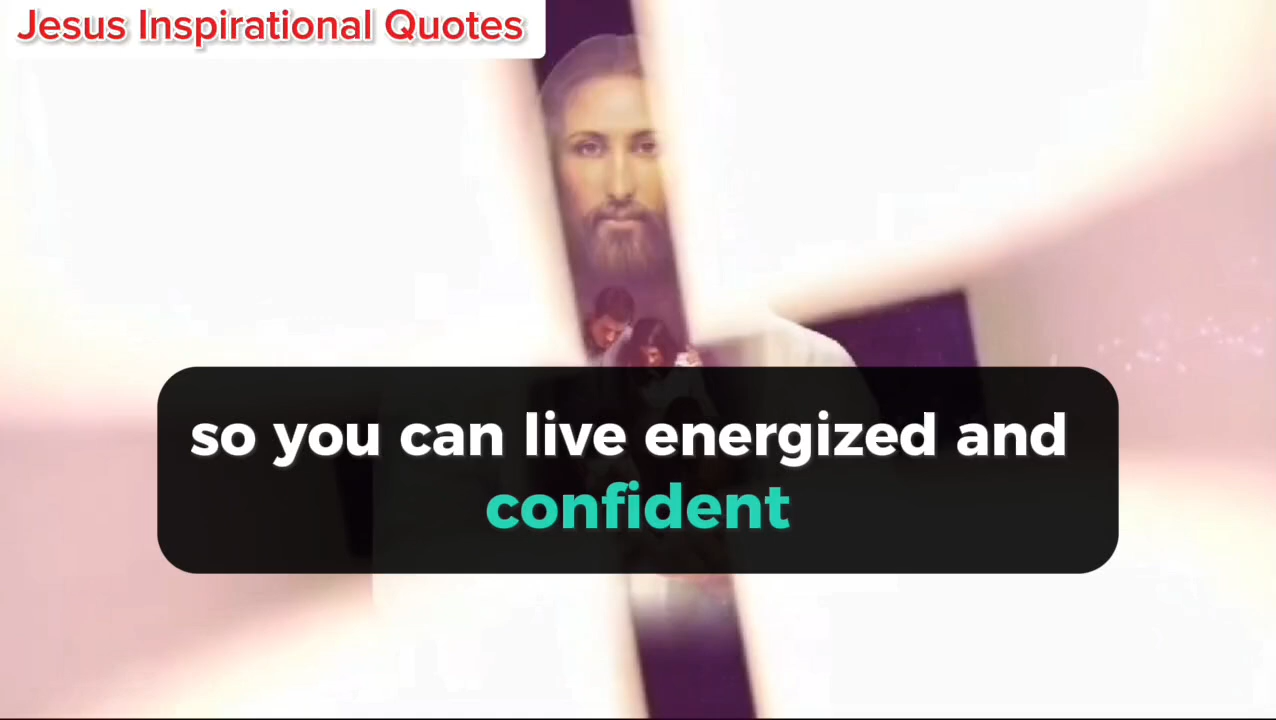 Jesus Inspirational Quotes
so you can live energized and
confident